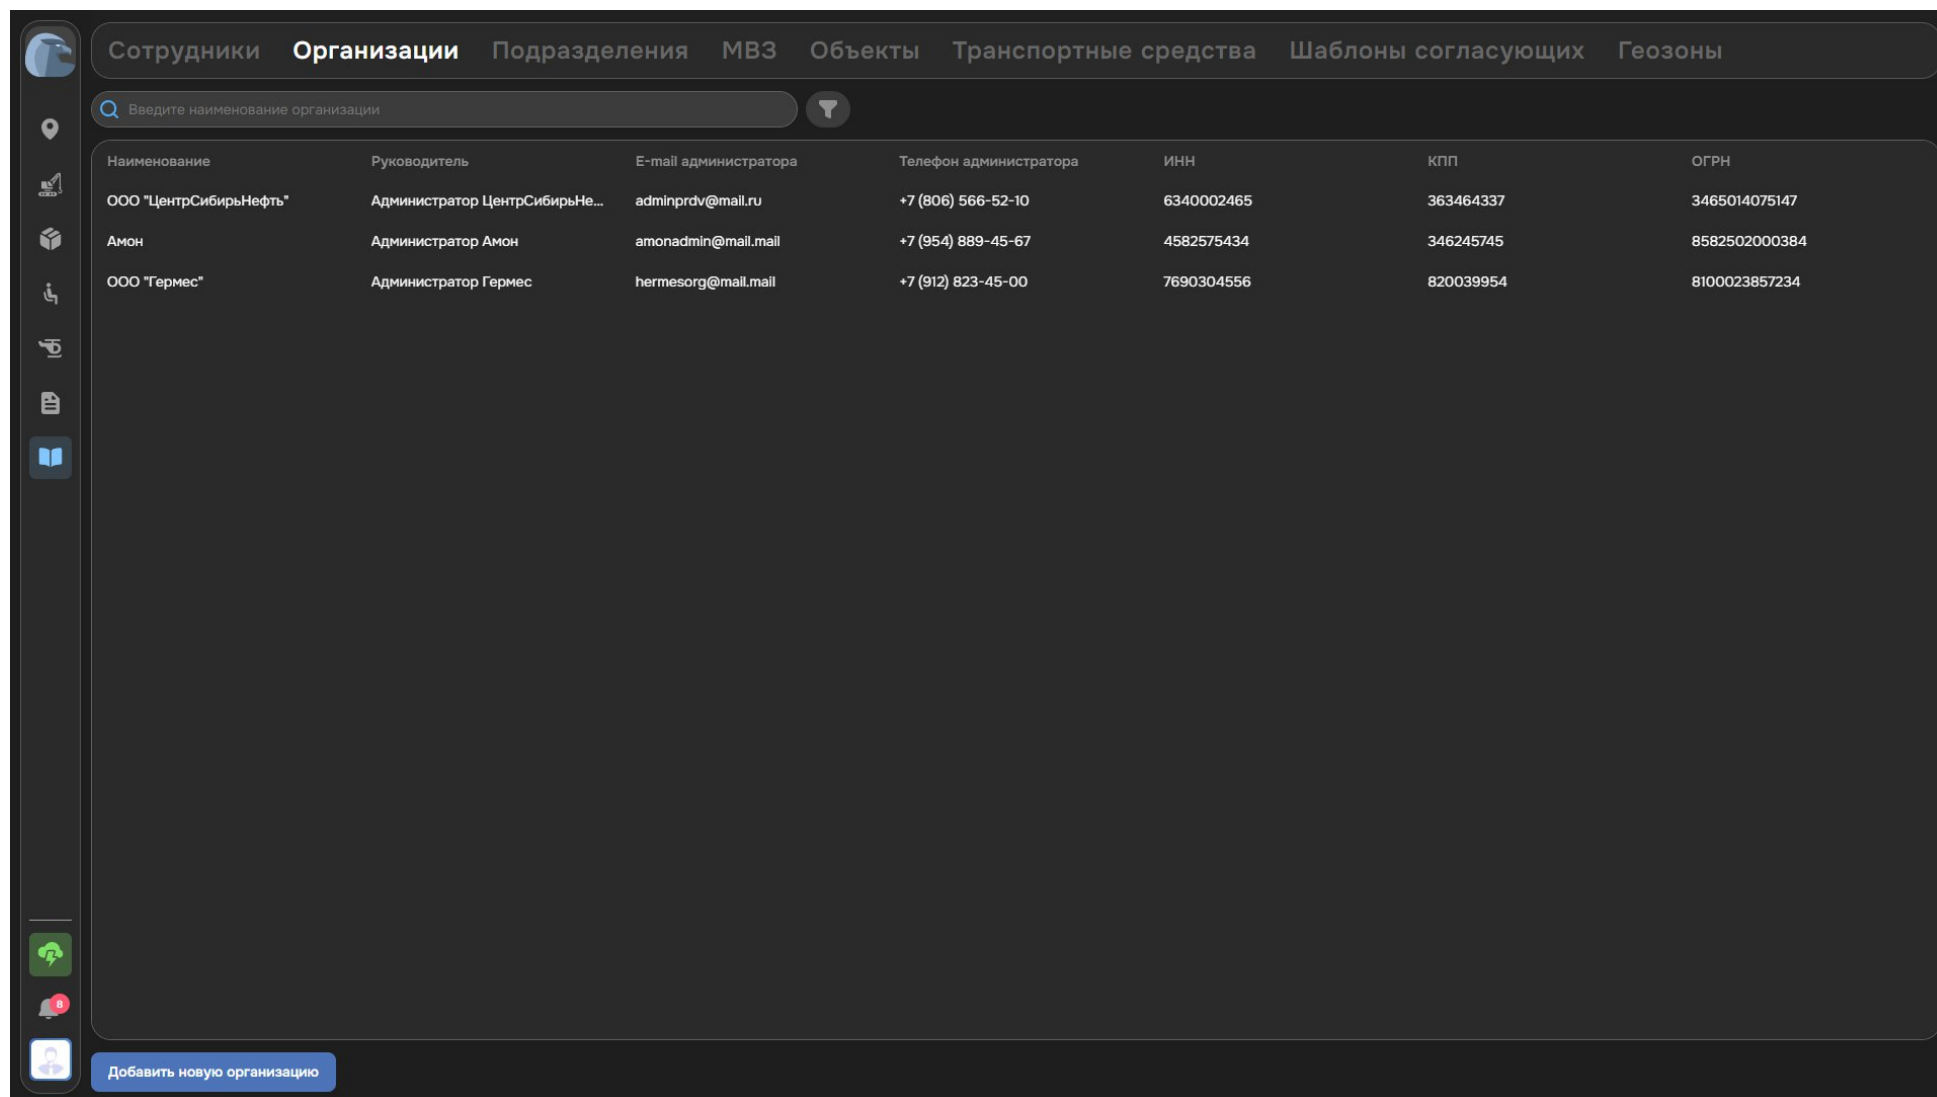 Сотрудники Организации Подразделения МВЗ Объекты Транспортные средства Шаблоны согласующих Геозоны
Введите наименование организации
Наименование Руководитель E-mail администратора Телефон администратора ИНН КПП ОГРН
ООО "ЦентрСибирьНефть" Администратор ЦентрСибирьНе... adminprdv@mail.ru +7 (806) 566-52-10 6340002465 363464337 3465014075147
Амон Администратор Амон amonadmin@mail.mail +7 (954) 889-45-67 4582575434 346245745 8582502000384
ООО "Гермес" Администратор Гермес hermesorg@mail.mail +7 (912) 823-45-00 7690304556 820039954 8100023857234
8
Добавить новую организацию